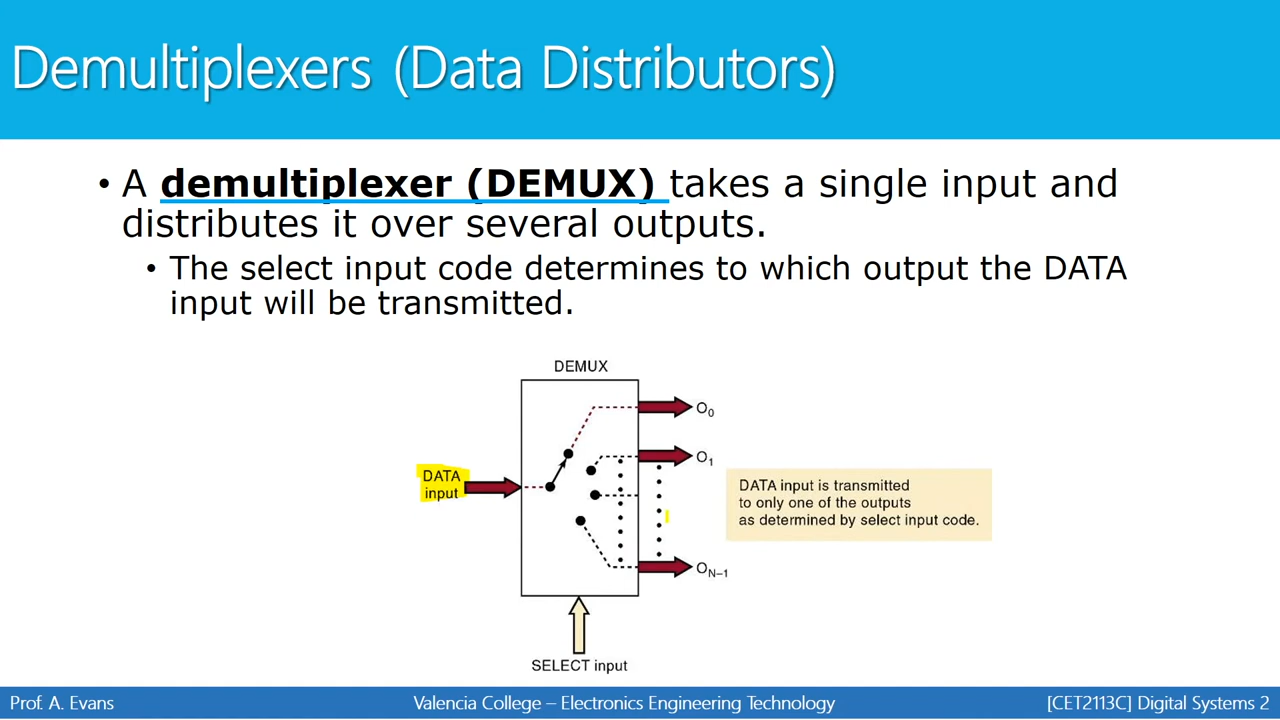 Demultiplexers (Data Distributors)
• A demultiplexer (DEMUX) takes a single input and
distributes it over several outputs.
• The select input code determines to which output the DATA
input will be transmitted.
DEMUX
O0
O1
DATA
input
DATA input is transmitted
to only one of the outputs
as determined by select input code.
ON–1
SELECT input
Prof. A. Evans
Valencia College – Electronics Engineering Technology
[CET2113C] Digital Systems 2